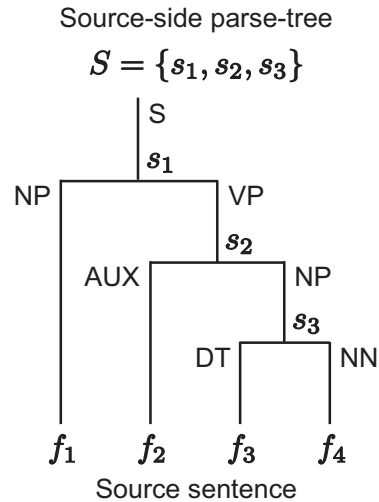 Source-side parse-tree
S = {s₁, s₂, s₃}
S
s₁
NP VP
s₂
AUX NP
s₃
DT NN
f₁ f₂ f₃ f₄
Source sentence